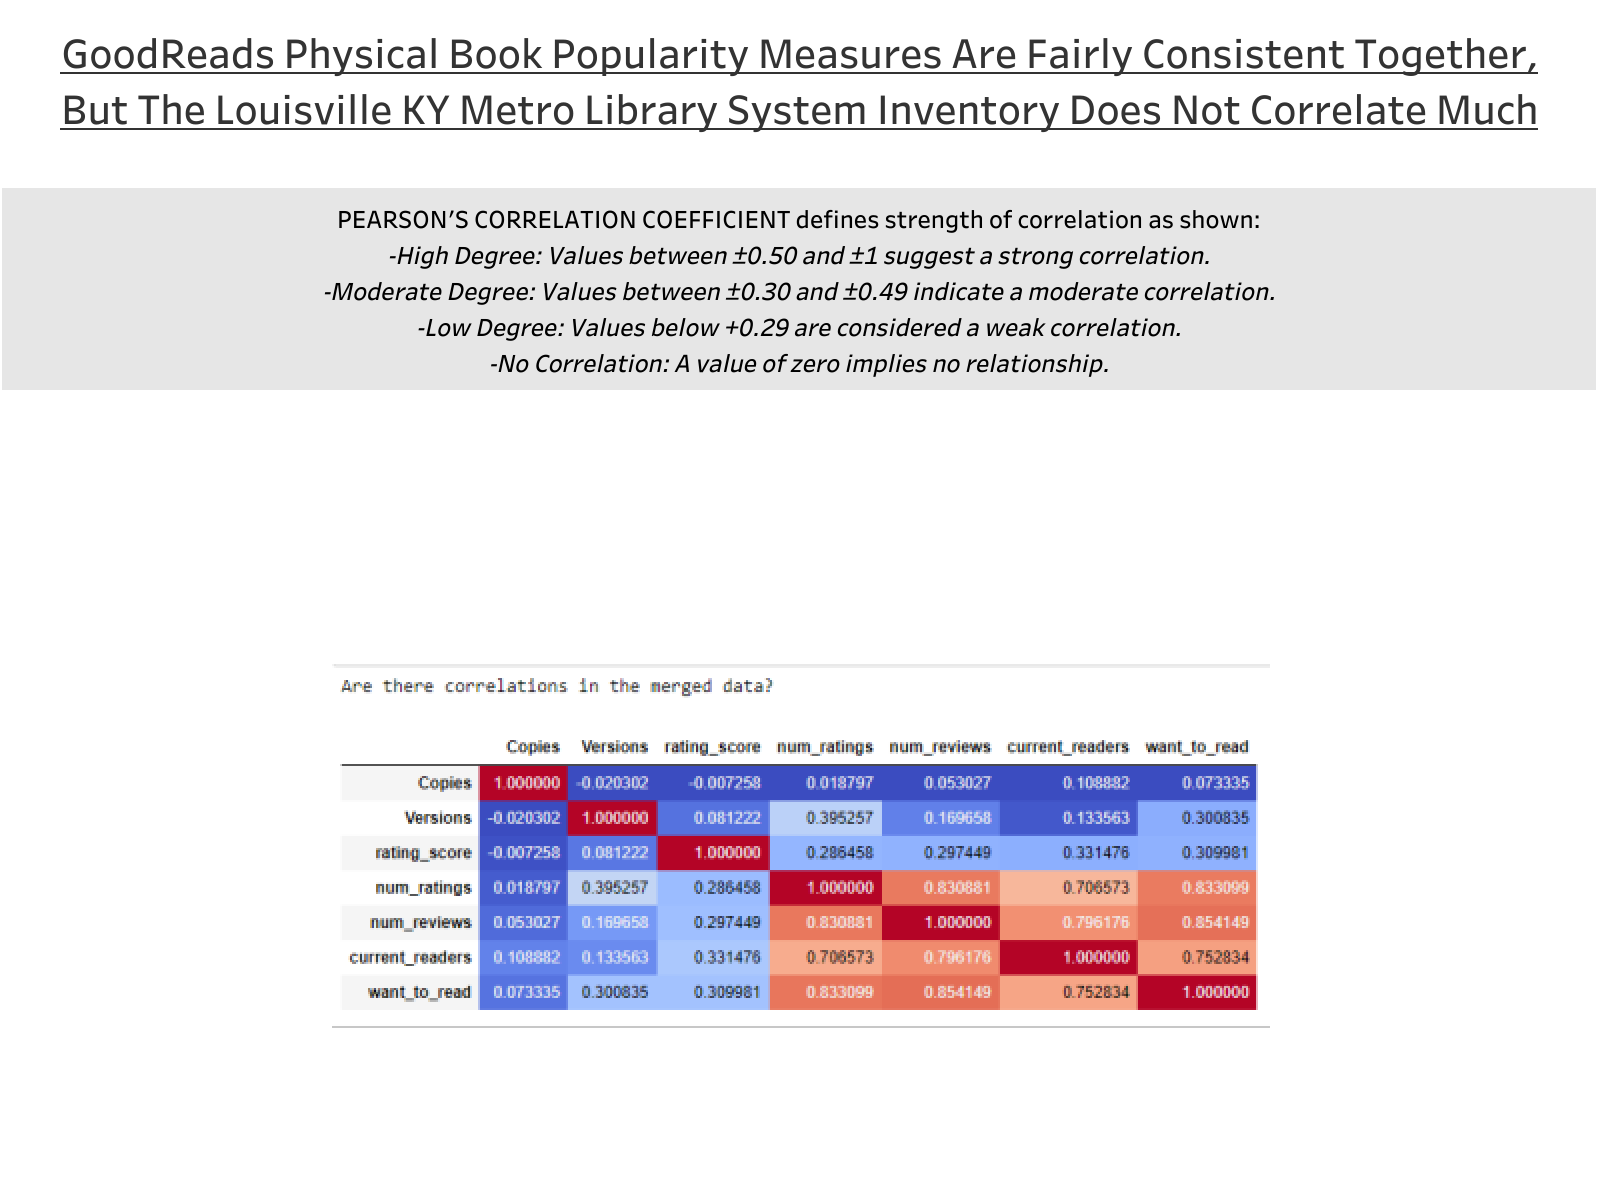 GoodReads Physical Book Popularity Measures Are Fairly Consistent Together,
But The Louisville KY Metro Library System Inventory Does Not Correlate Much
PEARSON’S CORRELATION COEFFICIENT defines strength of correlation as shown:
-High Degree: Values between ±0.50 and ±1 suggest a strong correlation.
-Moderate Degree: Values between ±0.30 and ±0.49 indicate a moderate correlation.
-Low Degree: Values below +0.29 are considered a weak correlation.
-No Correlation: A value of zero implies no relationship.
Are there correlations in the merged data?
Copies Versions rating_score num_ratings num_reviews current_readers want_to_read
Copies 1.000000 -0.020302 -0.007258 0.018797 0.053027 0.108882 0.073335
Versions -0.020302 1.000000 0.081222 0.395257 0.169658 0.133563 0.300835
rating_score -0.007258 0.081222 1.000000 0.286458 0.297449 0.331476 0.309981
num_ratings 0.018797 0.395257 0.286458 1.000000 0.830881 0.706573 0.833099
num_reviews 0.053027 0.169658 0.297449 0.830881 1.000000 0.796176 0.854149
current_readers 0.108882 0.133563 0.331476 0.706573 0.796176 1.000000 0.752834
want_to_read 0.073335 0.300835 0.309981 0.833099 0.854149 0.752834 1.000000